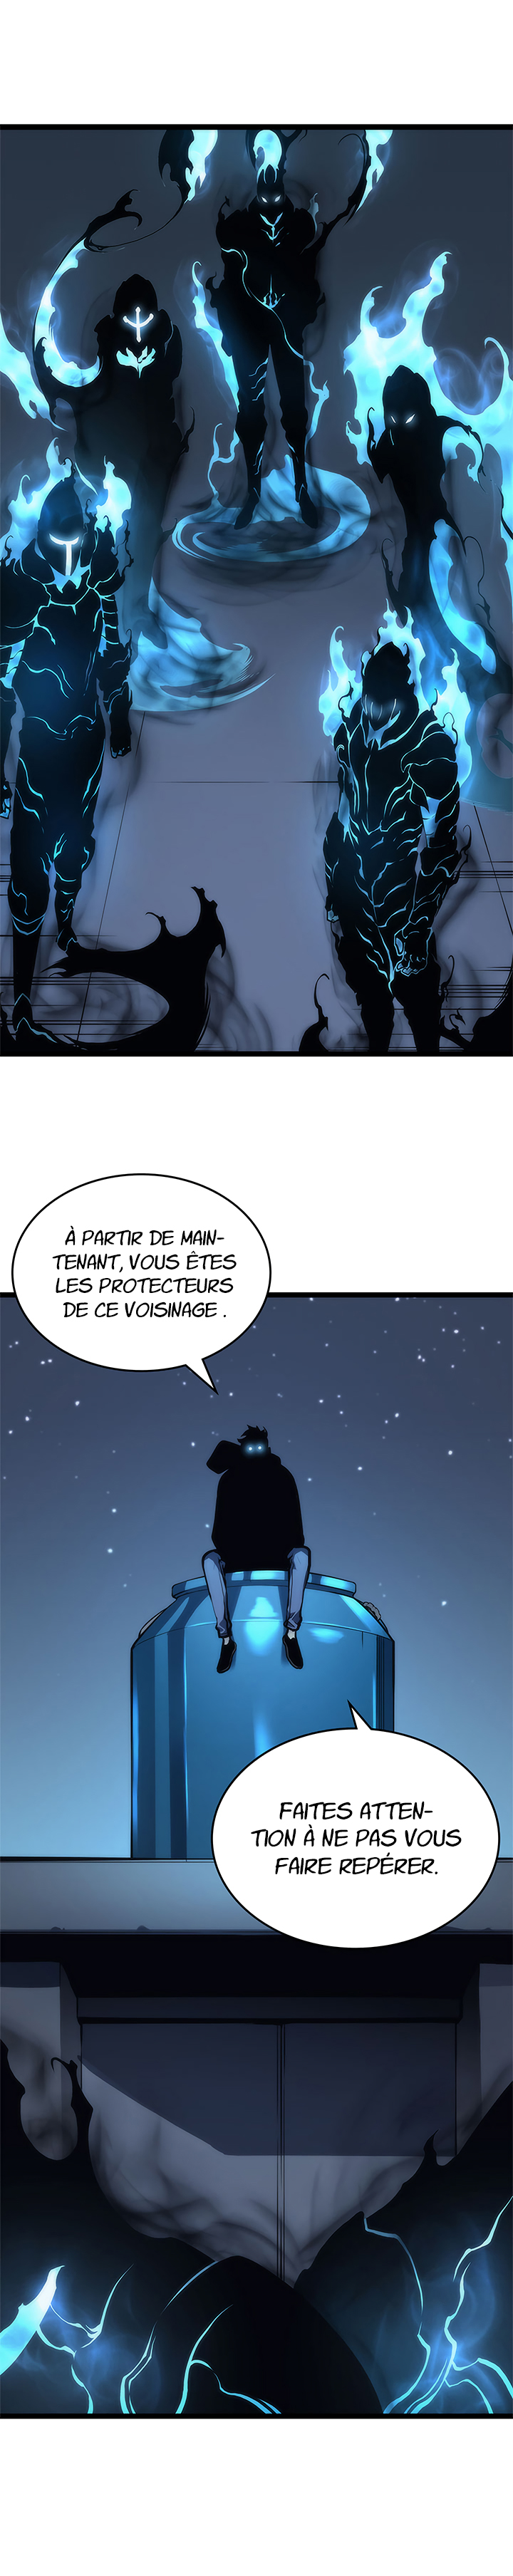 À PARTIR DE MAIN-
TENANT, VOUS ÊTES
LES PROTECTEURS
DE CE VOISINAGE .
FAITES ATTEN-
TION À NE PAS VOUS
FAIRE REPÉRER.